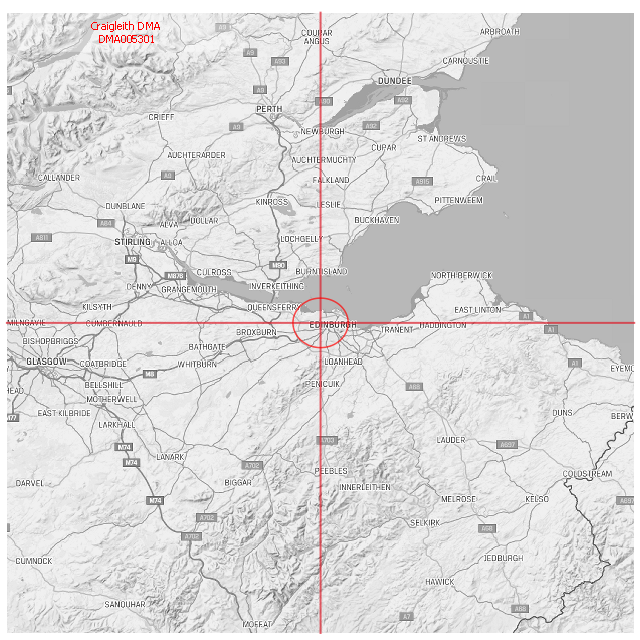 Craigleith DMA
DMA005301
ARBROATH
COUPAR
ANGUS
A9
A9
A93
CARNOUSTIE
DUNDEE
A9
A90
A92
PERTH
CRIEFF
A9
NEWBURGH
A92
ST ANDREWS
CUPAR
AUCHTERARDER
AUCHTERMUCHTY
CALLANDER
A9
FALKLAND
A915
CRAIL
KINROSS
LESLIE
PITTENWEEM
DUNBLANE
BUCKHAVEN
A84
ALVA
DOLLAR
A811
STIRLING
ALLOA
LOCHGELLY
M9
M90
M876
CULROSS
BURNTISLAND
NORTH BERWICK
DENNY
GRANGEMOUTH
INVERKEITHING
KILSYTH
QUEENSFERRY
EAST LINTON
A1
MILNGAVIE
CUMBERNAULD
EDINBURGH
TRANENT
HADDINGTON
A1
BISHOPBRIGGS
BROXBURN
BATHGATE
GLASGOW
COATBRIDGE
WHITBURN
LOANHEAD
A1
EYEMO
M8
HEAD
BELLSHILL
PENICUIK
A68
MOTHERWELL
EAST KILBRIDE
DUNS
BERW
M77
LARKHALL
A703
LAUDER
A697
M74
LANARK
M74
A702
PEEBLES
COLDSTREAM
DARVEL
BIGGAR
INNERLEITHEN
M74
MELROSE
KELSO
A697
A702
SELKIRK
A68
A702
CUMNOCK
JEDBURGH
HAWICK
SANQUHAR
A7
A68
MOFFAT